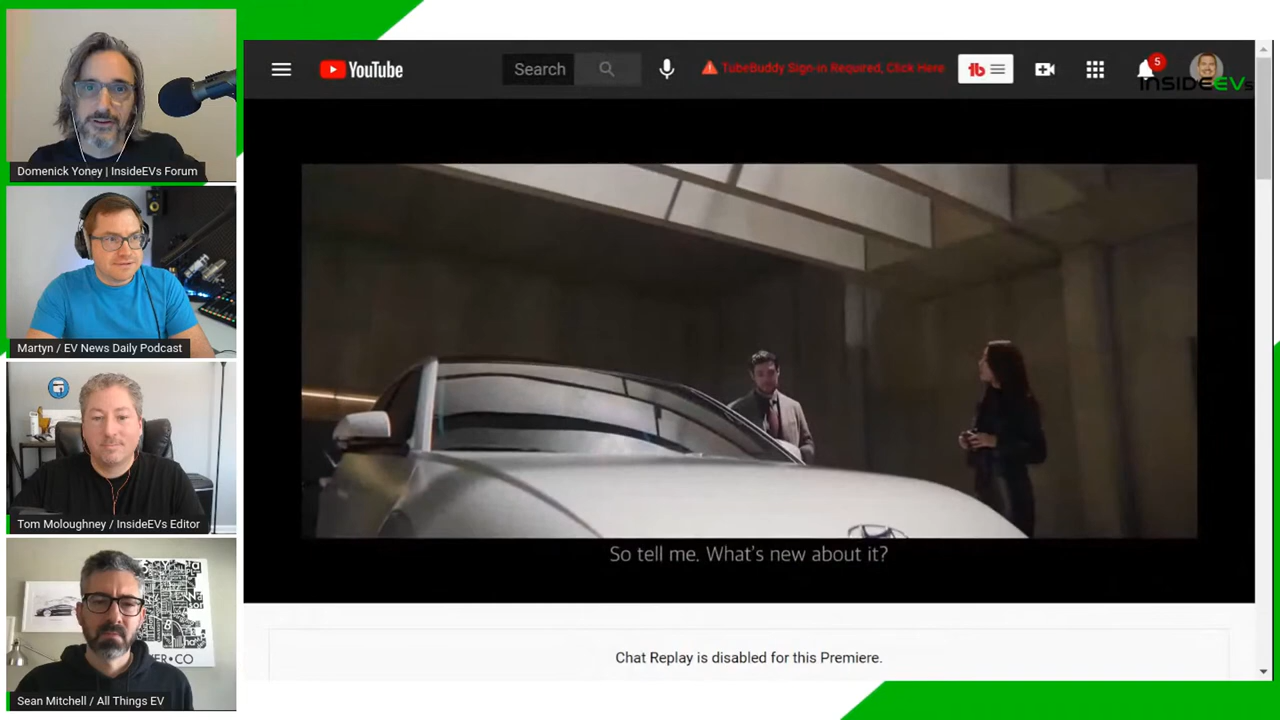 Domenick Yoney | InsideEVs Forum
Martyn / EV News Daily Podcast
Tom Moloughney / InsideEVs Editor
Sean Mitchell / All Things EV
YouTube
Search
TubeBuddy Sign-in Required, Click Here
tb
5
INSIDEEVs
So tell me. What's new about it?
Chat Replay is disabled for this Premiere.